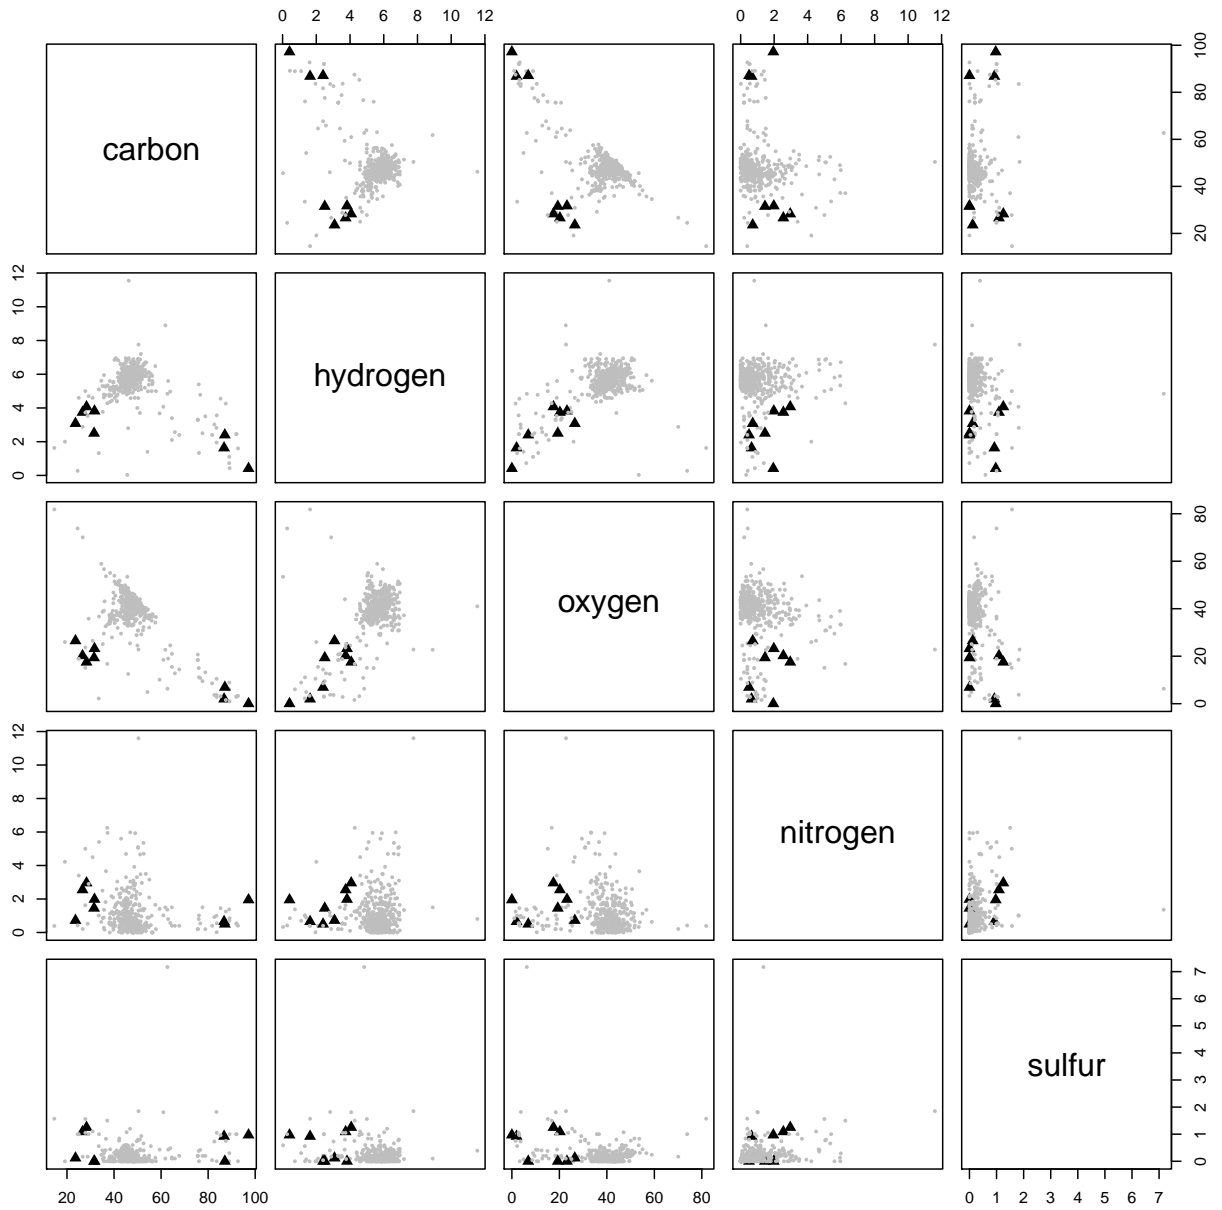 0 2 4 6 8 10 12 0 2 4 6 8 10 12
carbon 20 40 60 80 100
0 2 4 6 8 10 12 hydrogen
oxygen 0 20 40 60 80
0 2 4 6 8 10 12 nitrogen
sulfur 0 1 2 3 4 5 6 7
20 40 60 80 100 0 20 40 60 80 0 1 2 3 4 5 6 7